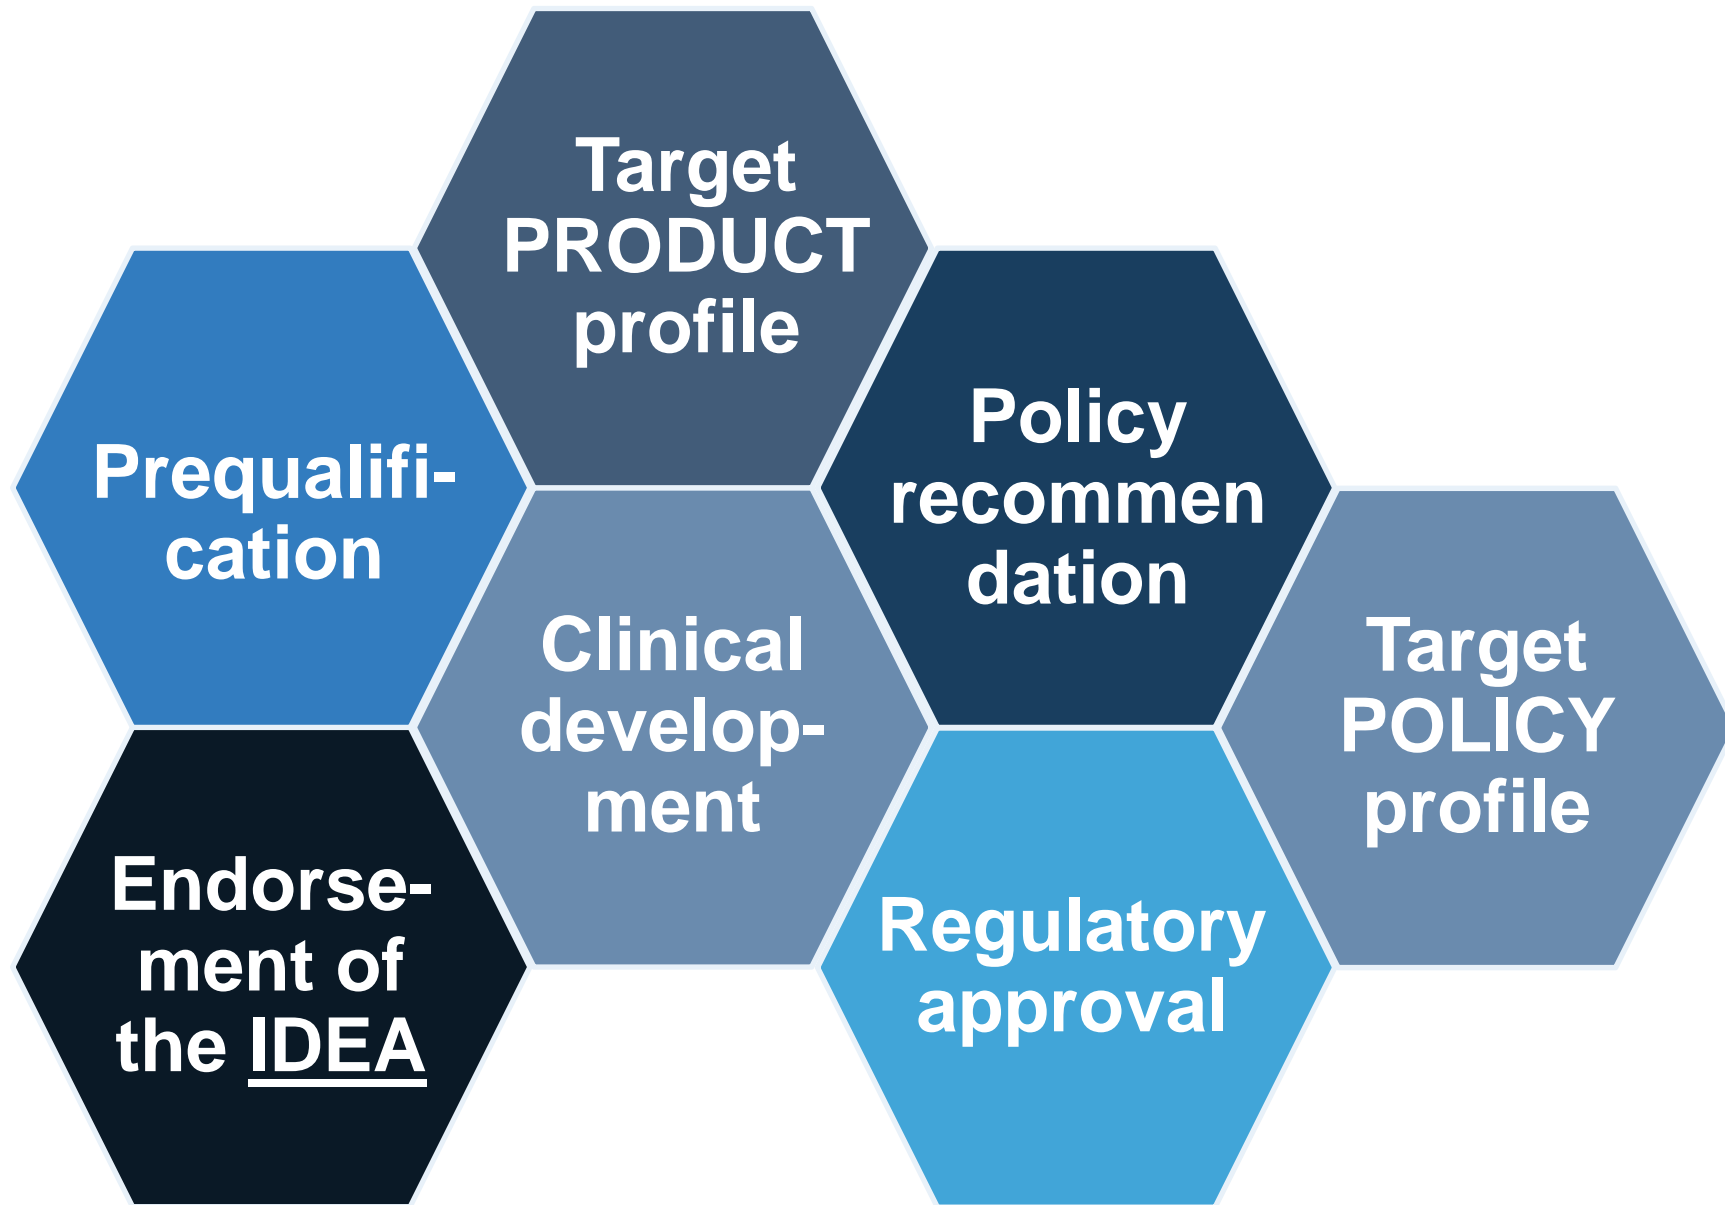 Target
PRODUCT
profile
Prequalifi-
cation
Policy
recommen
dation
Clinical
develop-
ment
Target
POLICY
profile
Endorse-
ment of
the IDEA
Regulatory
approval